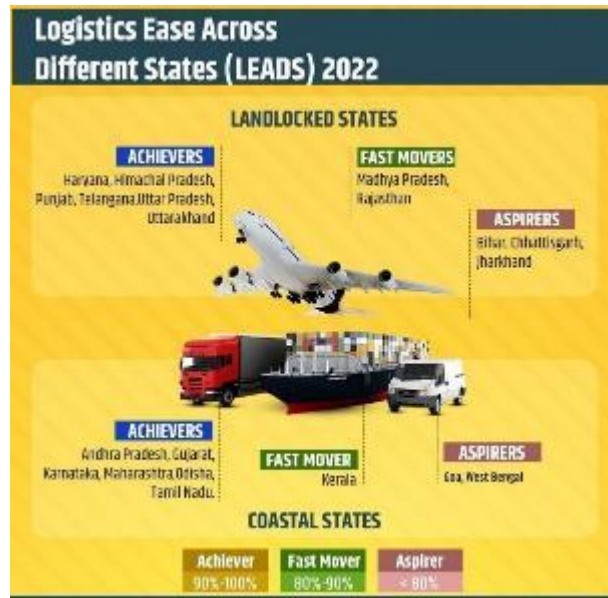 Logistics Ease Across
Different States (LEADS) 2022
LANDLOCKED STATES
ACHIEVERS
Haryana, Himachal Pradesh,
Punjab, Telangana,Uttar Pradesh,
Uttarakhand
FAST MOVERS
Madhya Pradesh,
Rajasthan
ASPIRERS
Bihar, Chhattisgarh,
Jharkhand
ACHIEVERS
Andhra Pradesh, Gujarat,
Karnataka, Maharashtra,Odisha,
Tamil Nadu.
FAST MOVER
Kerala
ASPIRERS
Goa, West Bengal
COASTAL STATES
Achiever
90%-100%
Fast Mover
80%-90%
Aspirer
< 80%